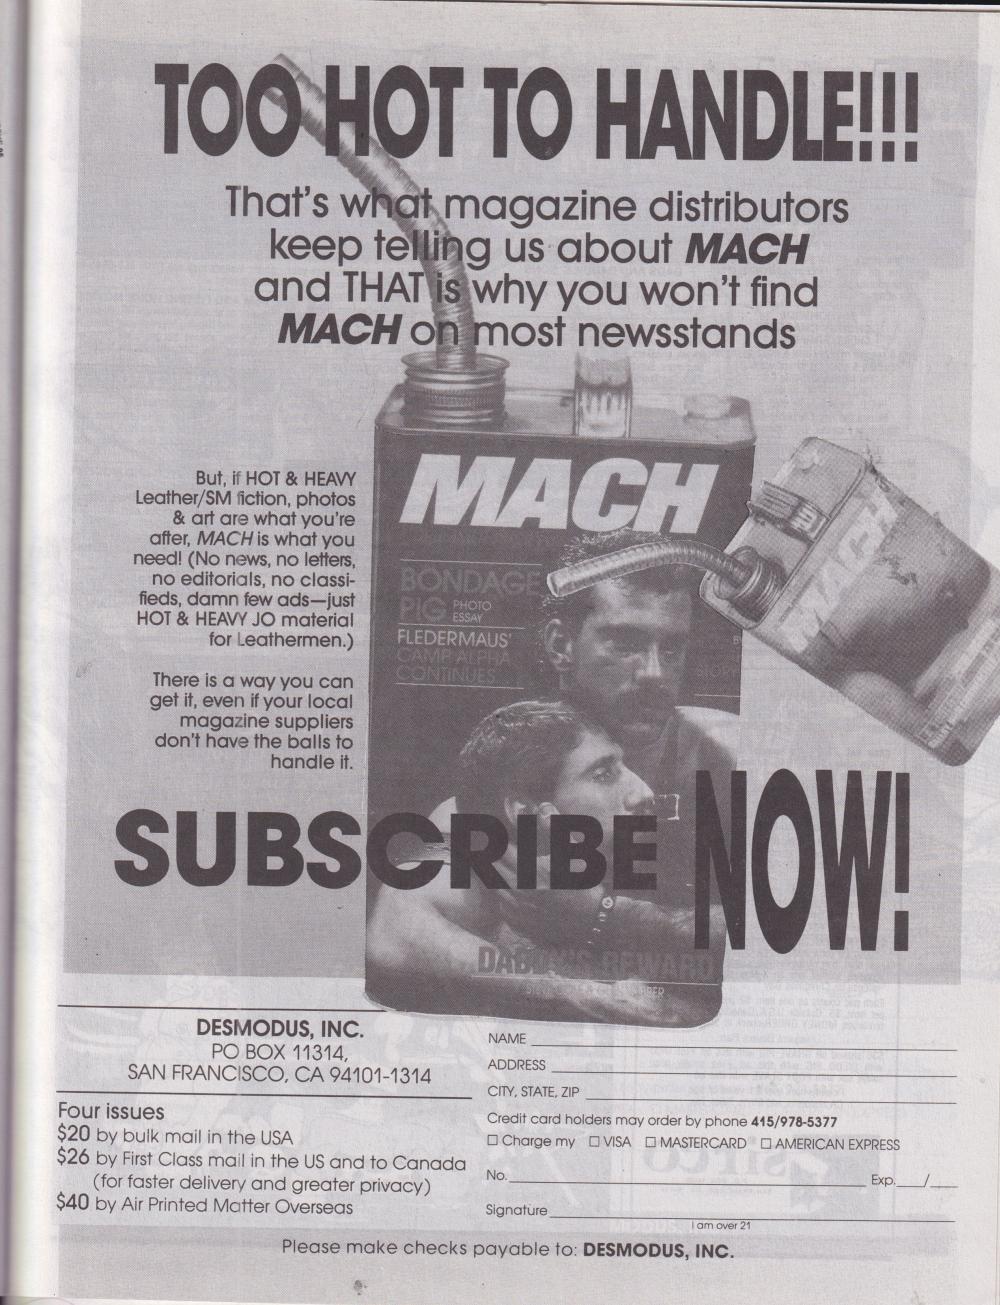 TOO HOT TO HANDLE!!!
That's what magazine distributors
keep telling us about MACH
and THAT is why you won't find
MACH on most newsstands
But, if HOT & HEAVY
Leather/SM fiction, photos
& art are what you're
after, MACH is what you
need! (No news, no letters,
no editorials, no classi-
fieds, damn few ads—just
HOT & HEAVY JO material
for Leathermen.)
There is a way you can
get it, even if your local
magazine suppliers
don't have the balls to
handle it.
MACH
BONDAGE
PIG PHOTO
ESSAY
FLEDERMAUS'
CAMP ALPHA
CONTINUES
DADDY'S REWARD
MACH
SUBSCRIBE NOW!
DESMODUS, INC.
PO BOX 11314,
SAN FRANCISCO, CA 94101-1314
Four issues
$20 by bulk mail in the USA
$26 by First Class mail in the US and to Canada
(for faster delivery and greater privacy)
$40 by Air Printed Matter Overseas
NAME
ADDRESS
CITY, STATE, ZIP
Credit card holders may order by phone 415/978-5377
☐ Charge my ☐ VISA ☐ MASTERCARD ☐ AMERICAN EXPRESS
No. Exp. /
Signature
I am over 21
Please make checks payable to: DESMODUS, INC.